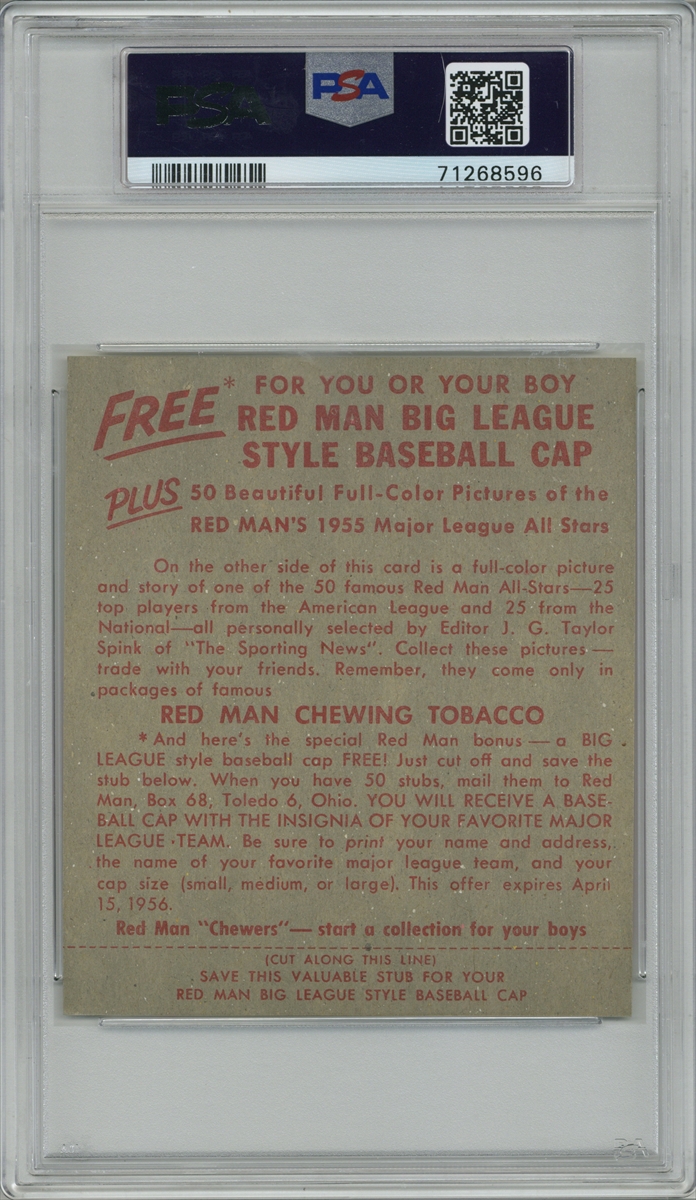 PSA
PSA
71268596
FREE* FOR YOU OR YOUR BOY
RED MAN BIG LEAGUE
STYLE BASEBALL CAP
PLUS 50 Beautiful Full-Color Pictures of the
RED MAN'S 1955 Major League All Stars
On the other side of this card is a full-color picture
and story of one of the 50 famous Red Man All-Stars—25
top players from the American League and 25 from the
National—all personally selected by Editor J. G. Taylor
Spink of "The Sporting News". Collect these pictures—
trade with your friends. Remember, they come only in
packages of famous
RED MAN CHEWING TOBACCO
*And here's the special Red Man bonus—a BIG
LEAGUE style baseball cap FREE! Just cut off and save the
stub below. When you have 50 stubs, mail them to Red
Man, Box 68, Toledo 6, Ohio. YOU WILL RECEIVE A BASE-
BALL CAP WITH THE INSIGNIA OF YOUR FAVORITE MAJOR
LEAGUE TEAM. Be sure to print your name and address,
the name of your favorite major league team, and your
cap size (small, medium, or large). This offer expires April
15, 1956.
Red Man "Chewers"—start a collection for your boys
(CUT ALONG THIS LINE)
SAVE THIS VALUABLE STUB FOR YOUR
RED MAN BIG LEAGUE STYLE BASEBALL CAP